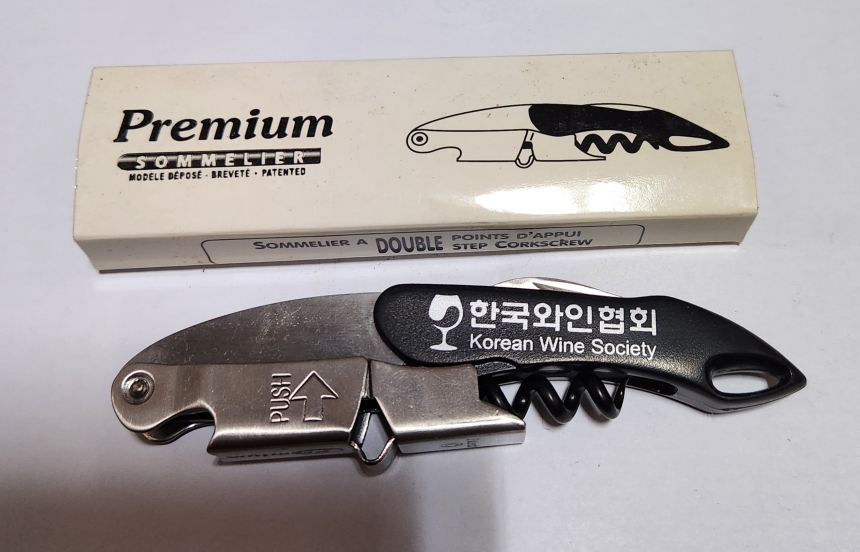 Premium
SOMMELIER
MODÈLE DÉPOSÉ - BREVETÉ - PATENTED
SOMMELIER A DOUBLE POINTS D'APPUI
STEP CORKSCREW
한국와인협회
Korean Wine Society
PUSH